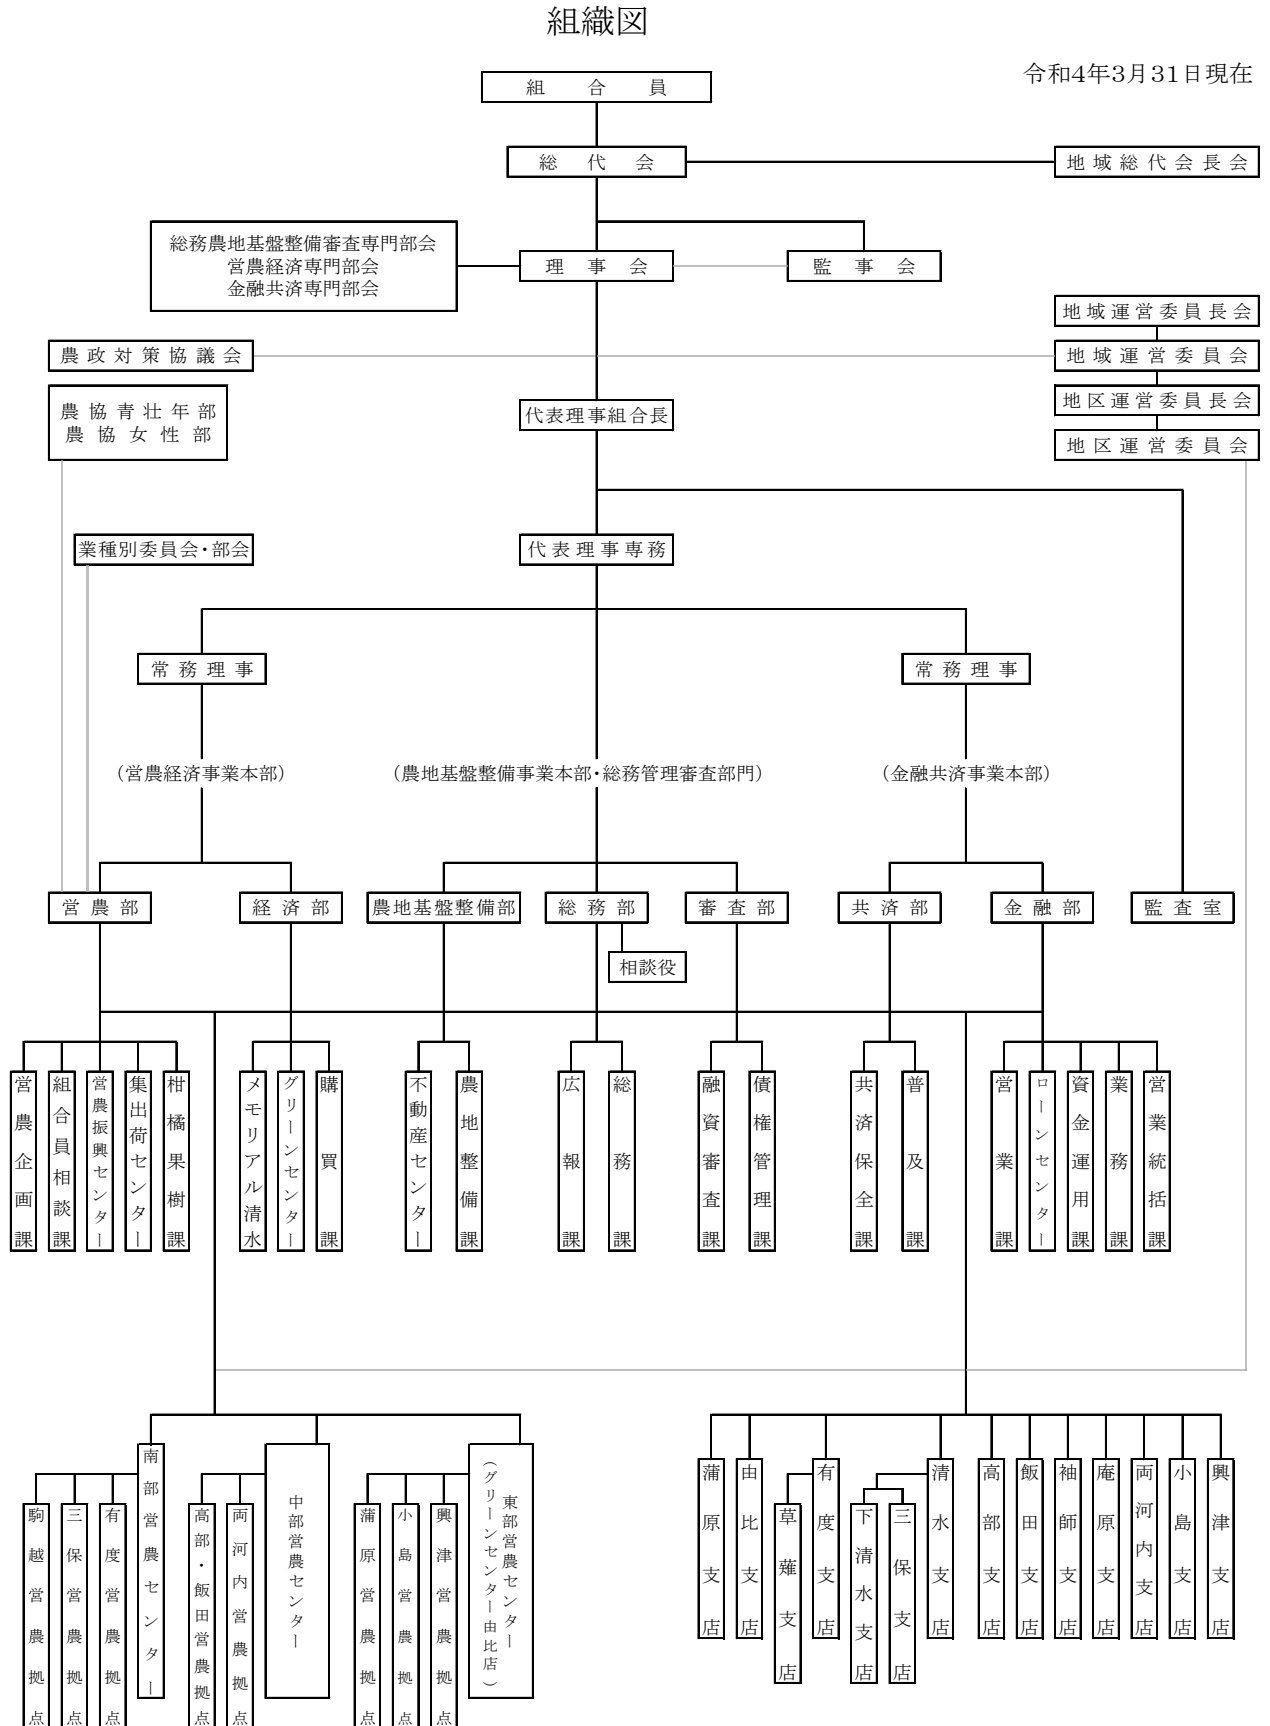 組織図
令和4年3月31日現在
組合員
総代会
地域総代会長会
総務農地基盤整備審査専門部会
営農経済専門部会
金融共済専門部会
理事会
監事会
地域運営委員長会
農政対策協議会
地域運営委員会
農協青壮年部
農協女性部
代表理事組合長
地区運営委員長会
地区運営委員会
業種別委員会・部会
代表理事専務
常務理事
常務理事
（営農経済事業本部）
（農地基盤整備事業本部・総務管理審査部門）
（金融共済事業本部）
営農部
経済部
農地基盤整備部
総務部
審査部
共済部
金融部
監査室
相談役
営農企画課
組合員相談課
営農振興センター
集出荷センター
柑橘果樹課
メモリアル清水
グリーンセンター
購買課
不動産センター
農地整備課
広報課
総務課
融資審査課
債権管理課
共済保全課
普及課
営業課
ローンセンター
資金運用課
業務課
営業統括課
駒越営農拠点
三保営農拠点
有度営農拠点
南部営農センター
高部・飯田営農拠点
両河内営農拠点
中部営農センター
蒲原営農拠点
小島営農拠点
興津営農拠点
東部営農センター
（グリーンセンター由比店）
蒲原支店
由比支店
草薙支店
有度支店
下清水支店
三保支店
清水支店
高部支店
飯田支店
袖師支店
庵原支店
両河内支店
小島支店
興津支店